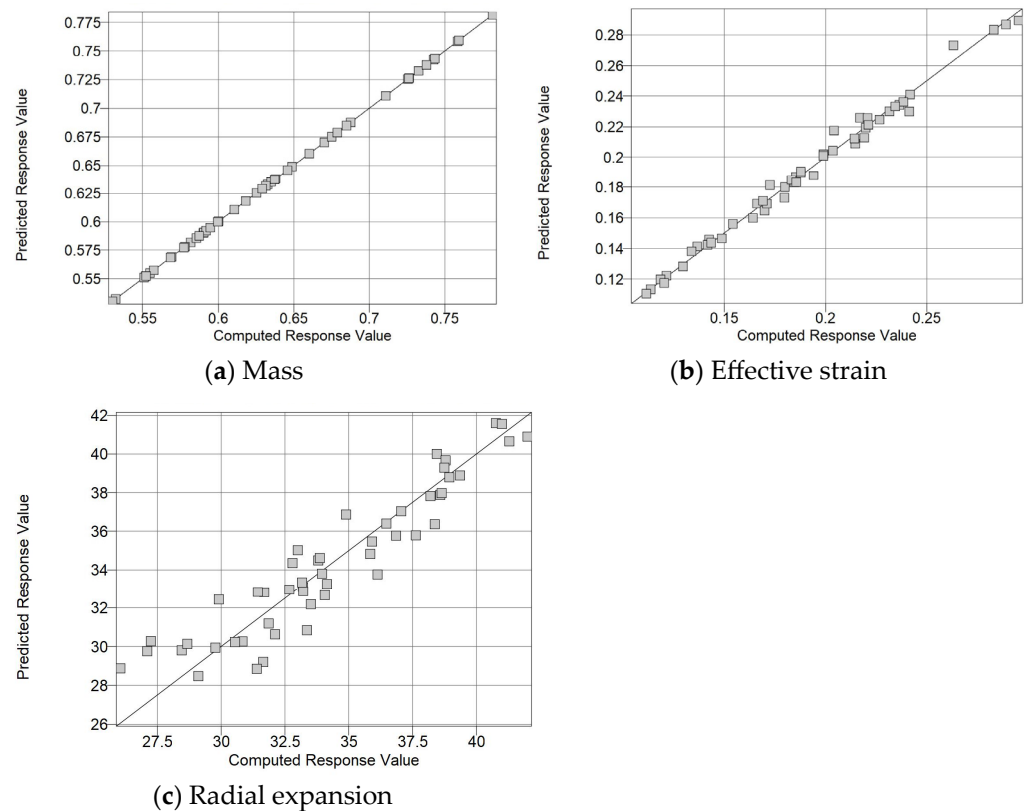 0.775
0.75
0.725
0.7
0.675
0.65
0.625
0.6
0.575
0.55
Predicted Response Value
0.55 0.6 0.65 0.7 0.75
Computed Response Value
(a) Mass
0.28
0.26
0.24
0.22
0.2
0.18
0.16
0.14
0.12
Predicted Response Value
0.15 0.2 0.25
Computed Response Value
(b) Effective strain
42
40
38
36
34
32
30
28
26
Predicted Response Value
27.5 30 32.5 35 37.5 40
Computed Response Value
(c) Radial expansion